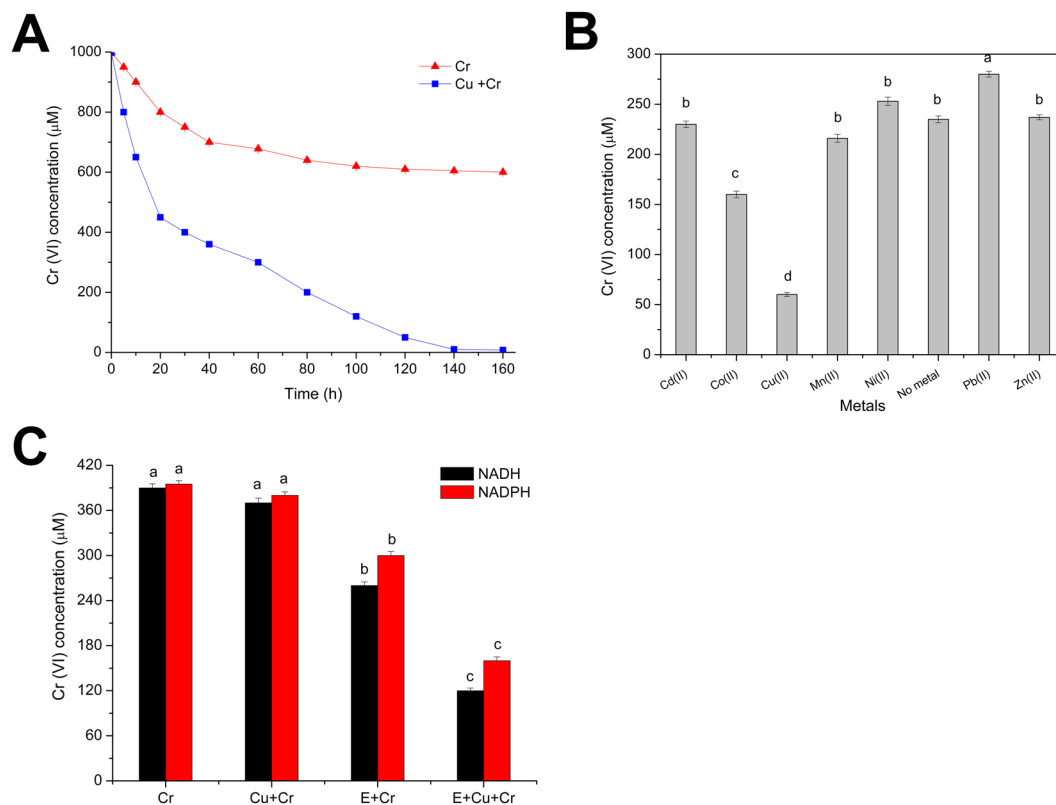 A
Cr
Cu +Cr
1000
800
600
400
200
0
Cr (VI) concentration (μM)
0 20 40 60 80 100 120 140 160
Time (h)
B
300
250
200
150
100
50
0
Cr (VI) concentration (μM)
b
c
d
b
b
b
a
b
Cd(II) Co(II) Cu(II) Mn(II) Ni(II) No metal Pb(II) Zn(II)
Metals
C
NADH
NADPH
420
360
300
240
180
120
60
0
Cr (VI) concentration (μM)
a a
a a
b b
c c
Cr Cu+Cr E+Cr E+Cu+Cr